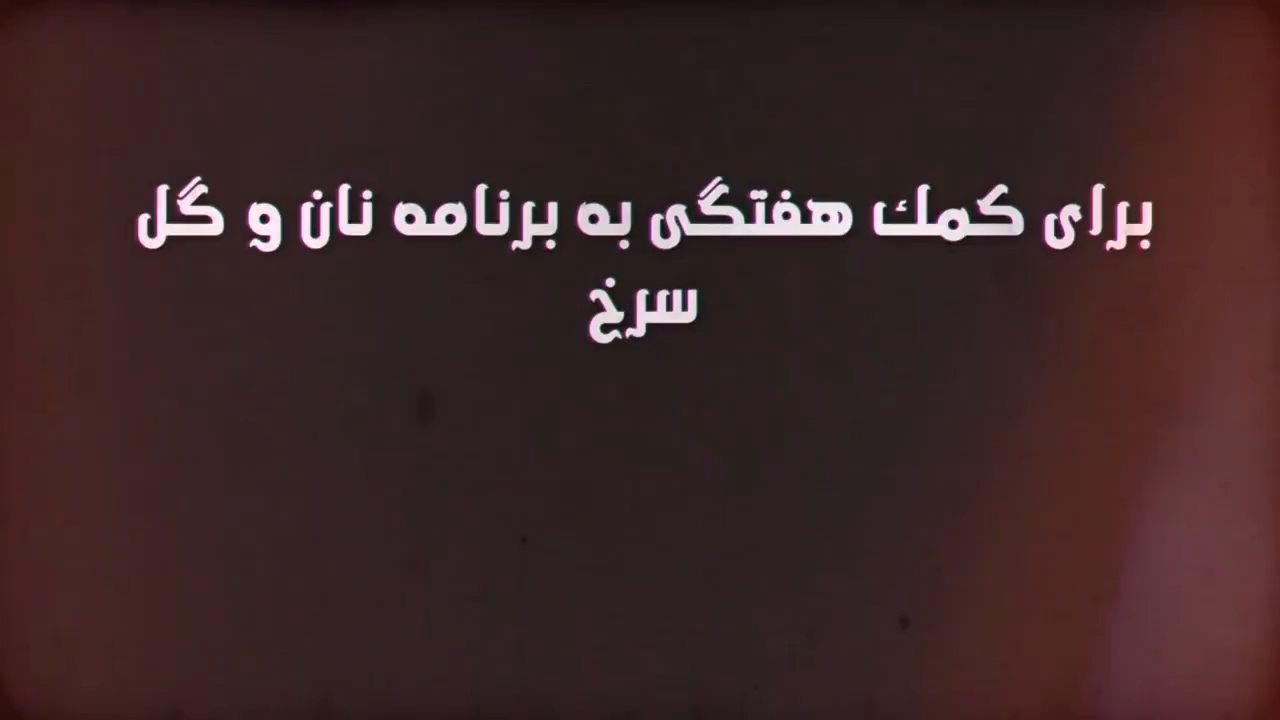 برای کمك هفتگی به برنامه نان و گل
سرخ